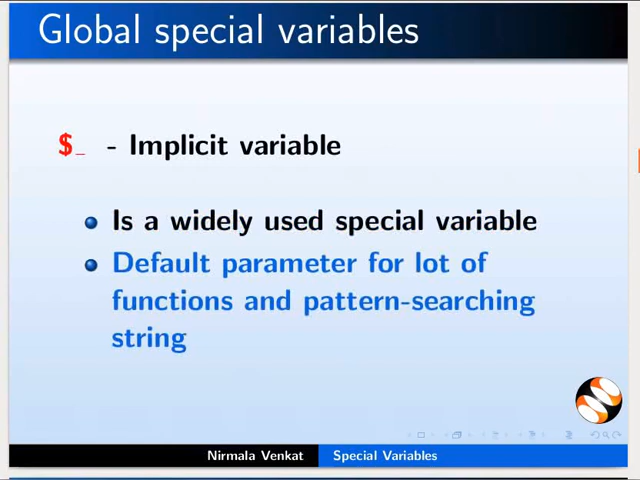 Global special variables
$_ - Implicit variable
Is a widely used special variable
Default parameter for lot of
functions and pattern-searching
string
Nirmala Venkat Special Variables